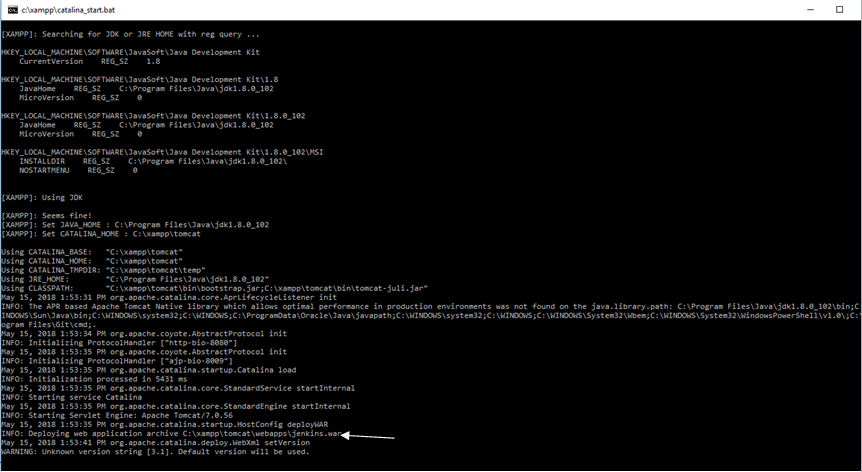 c:\xampp\catalina_start.bat
[XAMPP]: Searching for JDK or JRE HOME with reg query ...
HKEY_LOCAL_MACHINE\SOFTWARE\JavaSoft\Java Development Kit
CurrentVersion REG_SZ 1.8
HKEY_LOCAL_MACHINE\SOFTWARE\JavaSoft\Java Development Kit\1.8
JavaHome REG_SZ C:\Program Files\Java\jdk1.8.0_102
MicroVersion REG_SZ 0
HKEY_LOCAL_MACHINE\SOFTWARE\JavaSoft\Java Development Kit\1.8.0_102
JavaHome REG_SZ C:\Program Files\Java\jdk1.8.0_102
MicroVersion REG_SZ 0
HKEY_LOCAL_MACHINE\SOFTWARE\JavaSoft\Java Development Kit\1.8.0_102\MSI
INSTALLDIR REG_SZ C:\Program Files\Java\jdk1.8.0_102\
NOSTARTMENU REG_SZ 0
[XAMPP]: Using JDK
[XAMPP]: Seems fine!
[XAMPP]: Set JAVA_HOME : C:\Program Files\Java\jdk1.8.0_102
[XAMPP]: Set CATALINA_HOME : C:\xampp\tomcat
Using CATALINA_BASE: "C:\xampp\tomcat"
Using CATALINA_HOME: "C:\xampp\tomcat"
Using CATALINA_TMPDIR: "C:\xampp\tomcat\temp"
Using JRE_HOME: "C:\Program Files\Java\jdk1.8.0_102"
Using CLASSPATH: "C:\xampp\tomcat\bin\bootstrap.jar;C:\xampp\tomcat\bin\tomcat-juli.jar"
May 15, 2018 1:53:31 PM org.apache.catalina.core.AprLifecycleListener init
INFO: The APR based Apache Tomcat Native library which allows optimal performance in production environments was not found on the java.library.path: C:\Program Files\Java\jdk1.8.0_102\bin;C:
INDOWS\Sun\Java\bin;C:\WINDOWS\system32;C:\WINDOWS;C:\ProgramData\Oracle\Java\javapath;C:\WINDOWS\system32;C:\WINDOWS;C:\WINDOWS\System32\Wbem;C:\WINDOWS\System32\WindowsPowerShell\v1.0\;C:\
ogram Files\Git\cmd;.
May 15, 2018 1:53:34 PM org.apache.coyote.AbstractProtocol init
INFO: Initializing ProtocolHandler ["http-bio-8080"]
May 15, 2018 1:53:35 PM org.apache.coyote.AbstractProtocol init
INFO: Initializing ProtocolHandler ["ajp-bio-8009"]
May 15, 2018 1:53:35 PM org.apache.catalina.startup.Catalina load
INFO: Initialization processed in 5431 ms
May 15, 2018 1:53:35 PM org.apache.catalina.core.StandardService startInternal
INFO: Starting service Catalina
May 15, 2018 1:53:35 PM org.apache.catalina.core.StandardEngine startInternal
INFO: Starting Servlet Engine: Apache Tomcat/7.0.56
May 15, 2018 1:53:35 PM org.apache.catalina.startup.HostConfig deployWAR
INFO: Deploying web application archive C:\xampp\tomcat\webapps\jenkins.war
May 15, 2018 1:53:41 PM org.apache.catalina.deploy.WebXml setVersion
WARNING: Unknown version string [3.1]. Default version will be used.